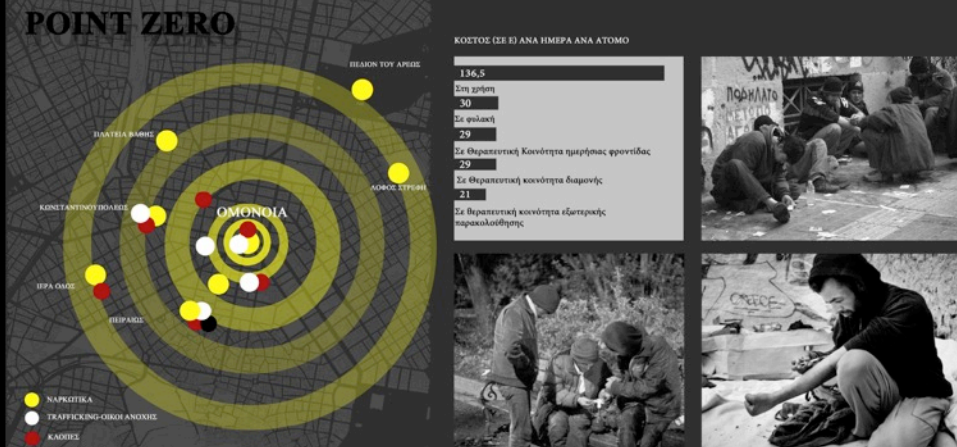 POINT ZERO
ΠΕΔΙΟΝ ΤΟΥ ΑΡΕΩΣ
ΠΛΑΤΕΙΑ ΒΑΘΗΣ
ΛΟΦΟΣ ΣΤΡΕΦΗ
ΚΩΝΣΤΑΝΤΙΝΟΥΠΟΛΕΩΣ
ΟΜΟΝΟΙΑ
ΙΕΡΑ ΟΔΟΣ
ΠΕΙΡΑΙΩΣ
ΝΑΡΚΩΤΙΚΑ
TRAFFICKING-ΟΙΚΟΙ ΑΝΟΧΗΣ
ΚΛΟΠΕΣ
ΚΟΣΤΟΣ (ΣΕ Ε) ΑΝΑ ΗΜΕΡΑ ΑΝΑ ΑΤΟΜΟ
136,5
Στη χρήση
30
Σε φυλακή
29
Σε Θεραπευτική Κοινότητα ημερήσιας φροντίδας
29
Σε Θεραπευτική κοινότητα διαμονής
21
Σε θεραπευτική κοινότητα εξωτερικής
παρακολούθησης
ΠΟΔΗΛΑΤΟ